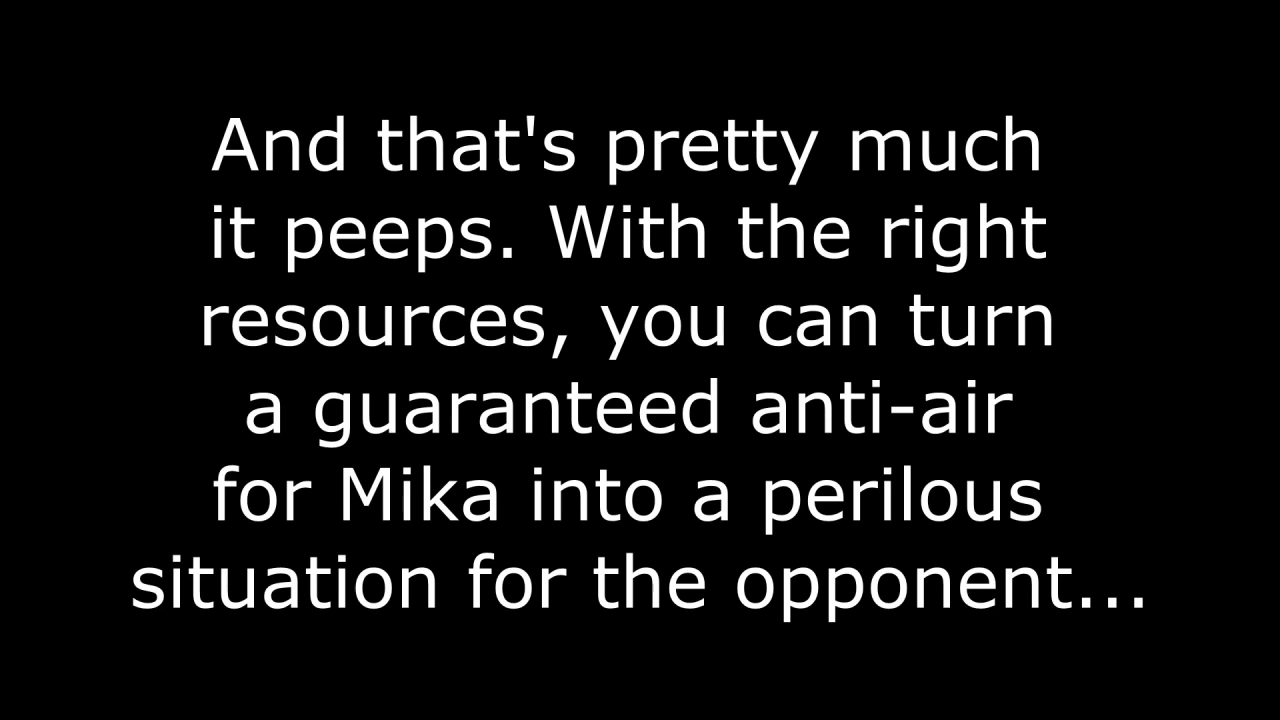 And that's pretty much
it peeps. With the right
resources, you can turn
a guaranteed anti-air
for Mika into a perilous
situation for the opponent...